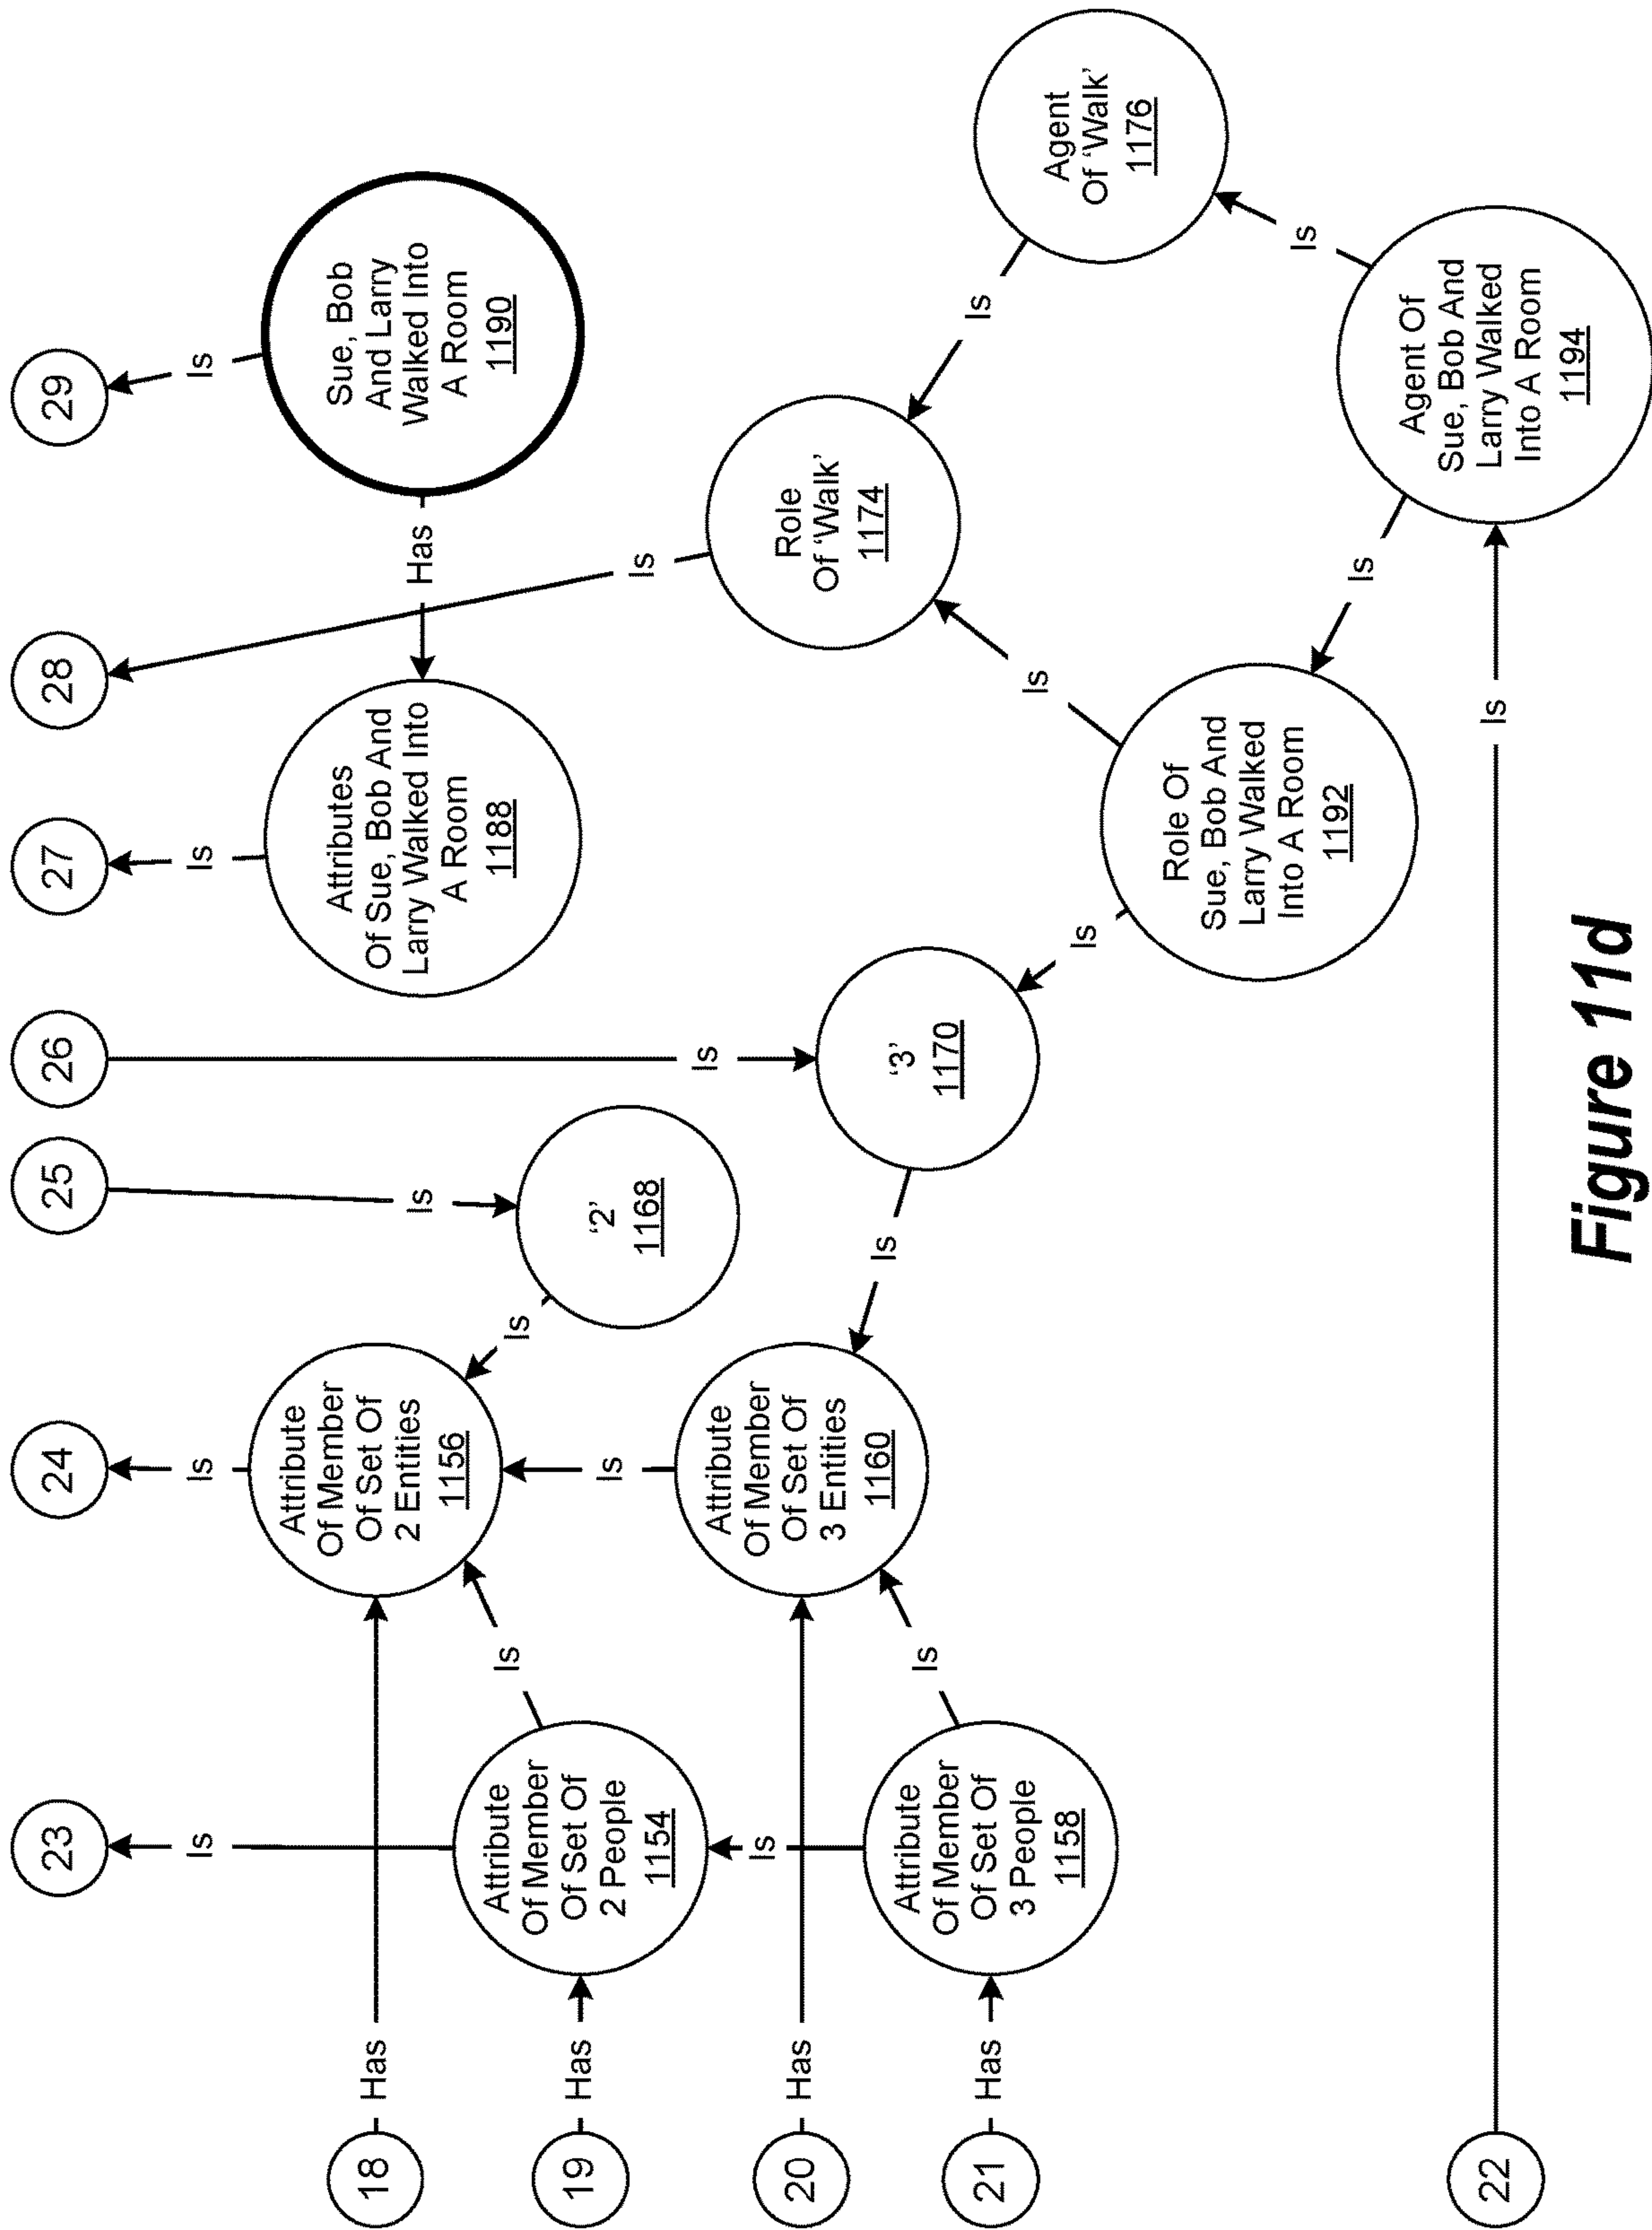 23
24
25
26
27
28
29
Is
Is
Is
Is
18
Has
Attribute
Of Member
Of Set Of
2 Entities
1156
Attributes
Of Sue, Bob And
Larry Walked Into
A Room
1188
Has
Sue, Bob
And Larry
Walked Into
A Room
1190
Is
Is
Is
19
Has
Attribute
Of Member
Of Set Of
2 People
1154
'2'
1168
Is
Is
Is
Is
20
Has
Attribute
Of Member
Of Set Of
3 Entities
1160
Role
Of 'Walk'
1174
Is
Is
'3'
1170
Is
21
Has
Attribute
Of Member
Of Set Of
3 People
1158
Is
Is
Agent
Of 'Walk'
1176
Role Of
Sue, Bob And
Larry Walked
Into A Room
1192
Is
Is
22
Is
Agent Of
Sue, Bob And
Larry Walked
Into A Room
1194
Figure 11d